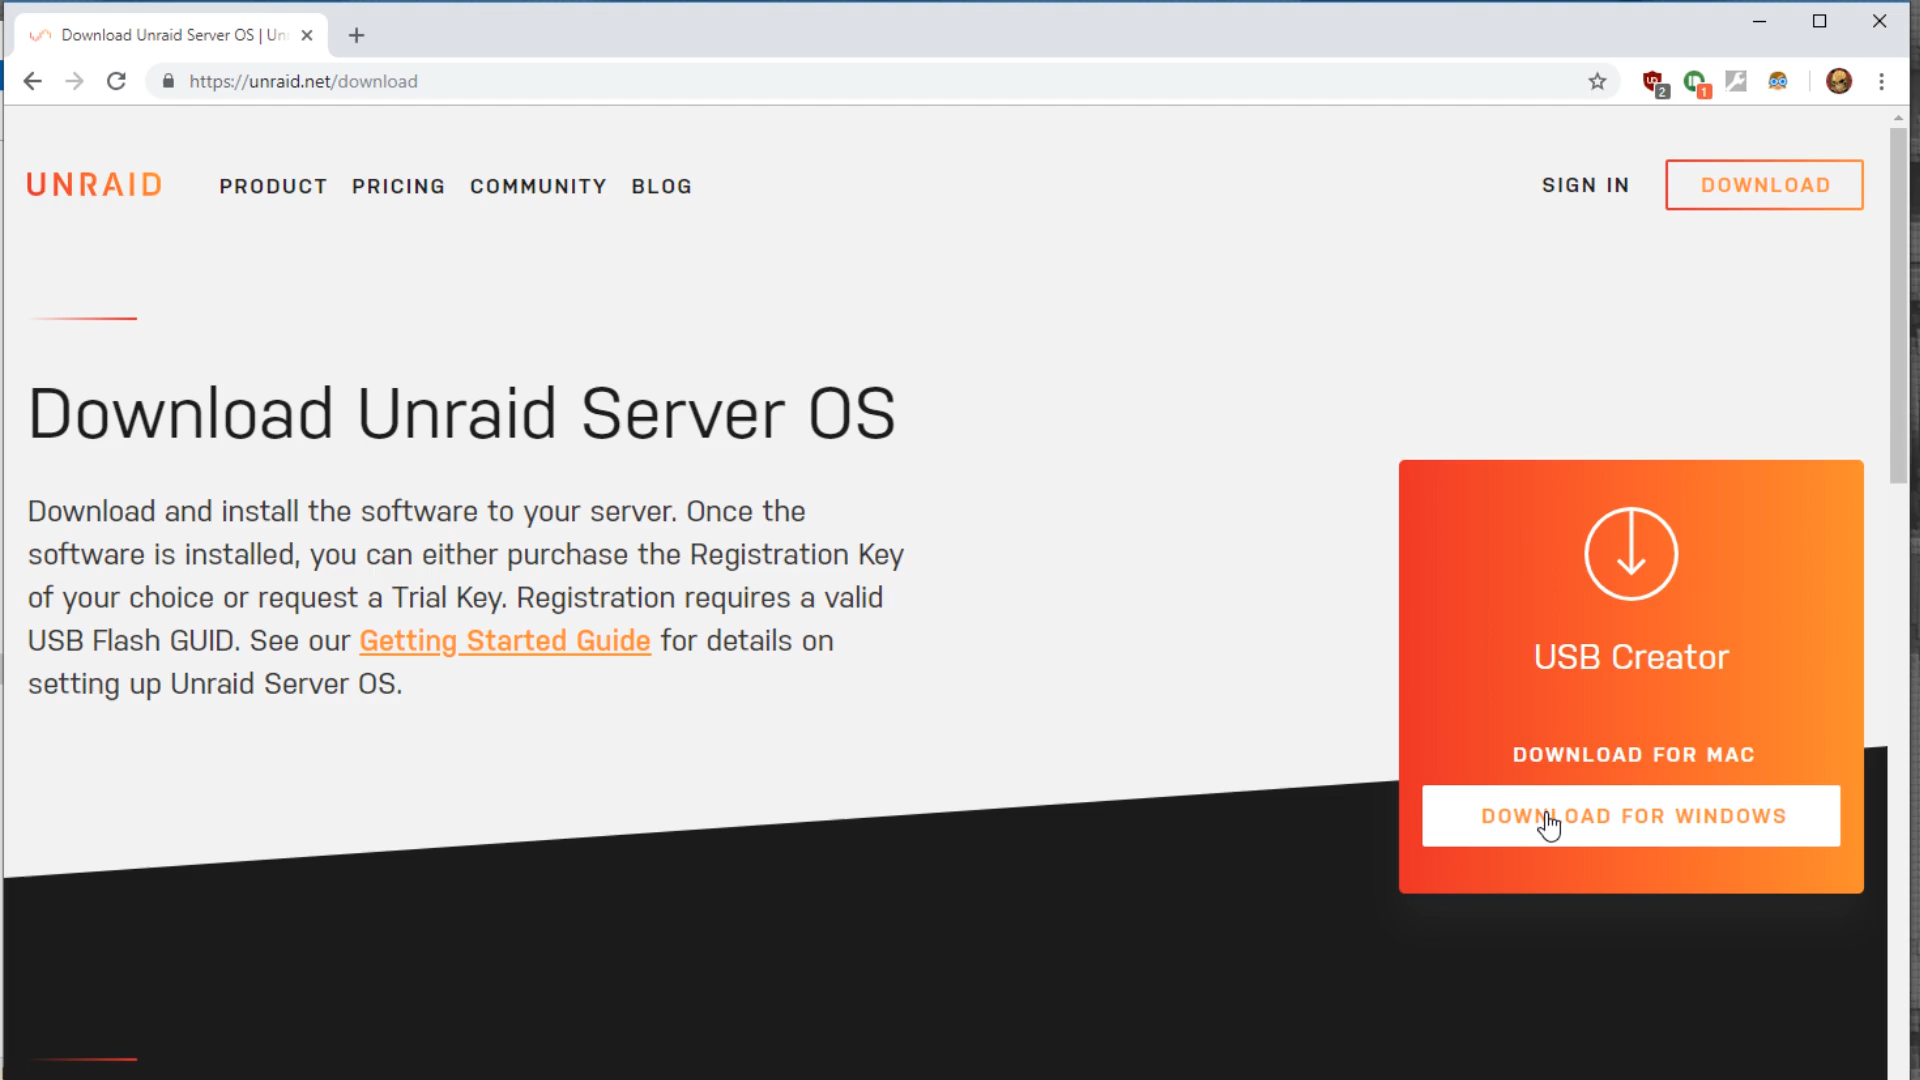 Download Unraid Server OS | Un
https://unraid.net/download
2
1
UNRAID
PRODUCT PRICING COMMUNITY BLOG
SIGN IN
DOWNLOAD
Download Unraid Server OS
Download and install the software to your server. Once the
software is installed, you can either purchase the Registration Key
of your choice or request a Trial Key. Registration requires a valid
USB Flash GUID. See our Getting Started Guide for details on
setting up Unraid Server OS.
USB Creator
DOWNLOAD FOR MAC
DOWNLOAD FOR WINDOWS